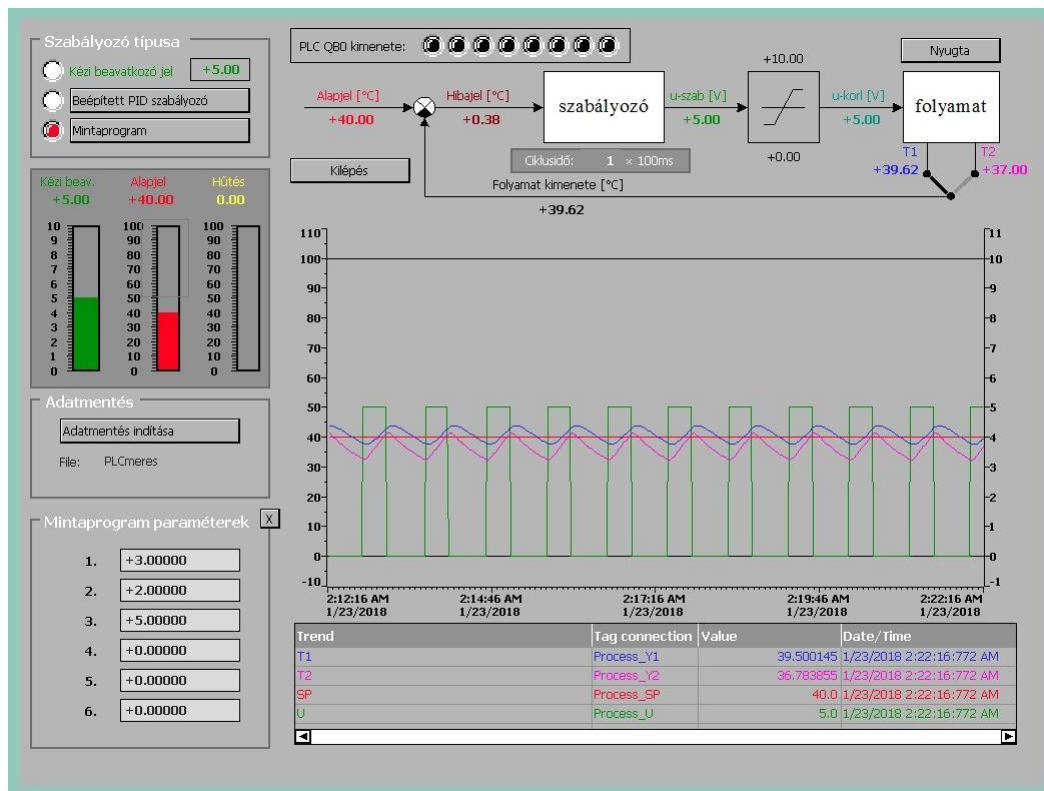 Szabályozó típusa
Kézi beavatkozó jel +5.00
Beépített PID szabályozó
Mintaprogram
PLC QB0 kimenete:
Nyugta
Alapjel [°C]
+40.00
Hibajel [°C]
+0.38
szabályozó
u-szab [V]
+5.00
+10.00
+0.00
u-korl [V]
+5.00
folyamat
T1
+39.62
T2
+37.00
Ciklusidő: 1 × 100ms
Kilépés
Folyamat kimenete [°C]
+39.62
Kézi beav. Alapjel Hűtés
+5.00 +40.00 0.00
10 100 100
9 90 90
8 80 80
7 70 70
6 60 60
5 50 50
4 40 40
3 30 30
2 20 20
1 10 10
0 0 0
Adatmentés
Adatmentés indítása
File: PLCmeres
Mintaprogram paraméterek X
1. +3.00000
2. +2.00000
3. +5.00000
4. +0.00000
5. +0.00000
6. +0.00000
110 11
100 10
90 9
80 8
70 7
60 6
50 5
40 4
30 3
20 2
10 1
0 0
-10 -1
2:12:16 AM 2:14:46 AM 2:17:16 AM 2:19:46 AM 2:22:16 AM
1/23/2018 1/23/2018 1/23/2018 1/23/2018 1/23/2018
Trend Tag connection Value Date/Time
T1 Process_Y1 39.500145 1/23/2018 2:22:16:772 AM
T2 Process_Y2 36.783855 1/23/2018 2:22:16:772 AM
SP Process_SP 40.0 1/23/2018 2:22:16:772 AM
U Process_U 5.0 1/23/2018 2:22:16:772 AM